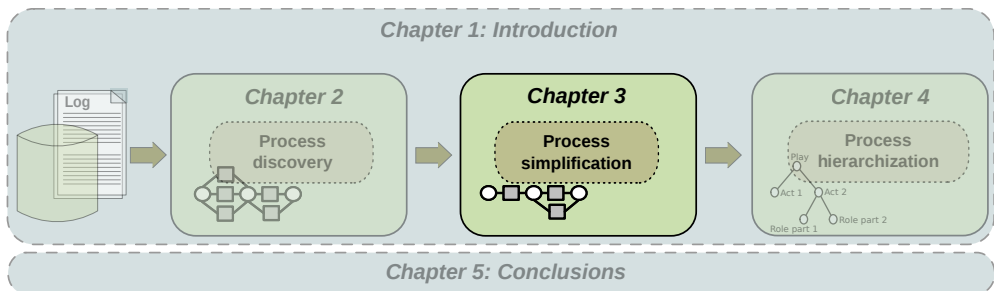 Chapter 1: Introduction
Log
Chapter 2
Process
discovery
Chapter 3
Process
simplification
Chapter 4
Process
hierarchization
Play
Act 1
Act 2
Role part 2
Role part 1
Chapter 5: Conclusions